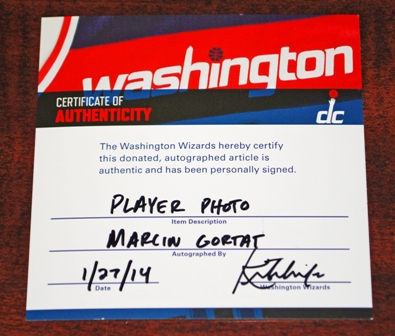 washington
CERTIFICATE OF
AUTHENTICITY
dc
The Washington Wizards hereby certify
this donated, autographed article is
authentic and has been personally signed.
PLAYER PHOTO
Item Description
MARCIN GORTAT
Autographed By
1/27/14
Date
Washington Wizards